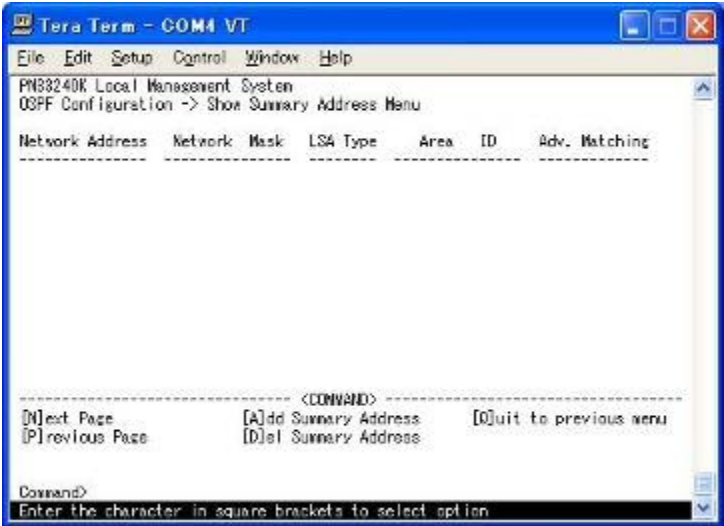 Tera Term - COM4 VT
File Edit Setup Control Window Help
PN33240K Local Management System
OSPF Configuration -> Show Summary Address Menu
Network Address Network Mask LSA Type Area ID Adv. Matching
--------------- --------------- -------- --------------- -------------
-------------------------------- <COMMAND> -----------------------------------
[N]ext Page [A]dd Summary Address [Q]uit to previous menu
[P]revious Page [D]el Summary Address
Command>
Enter the character in square brackets to select option